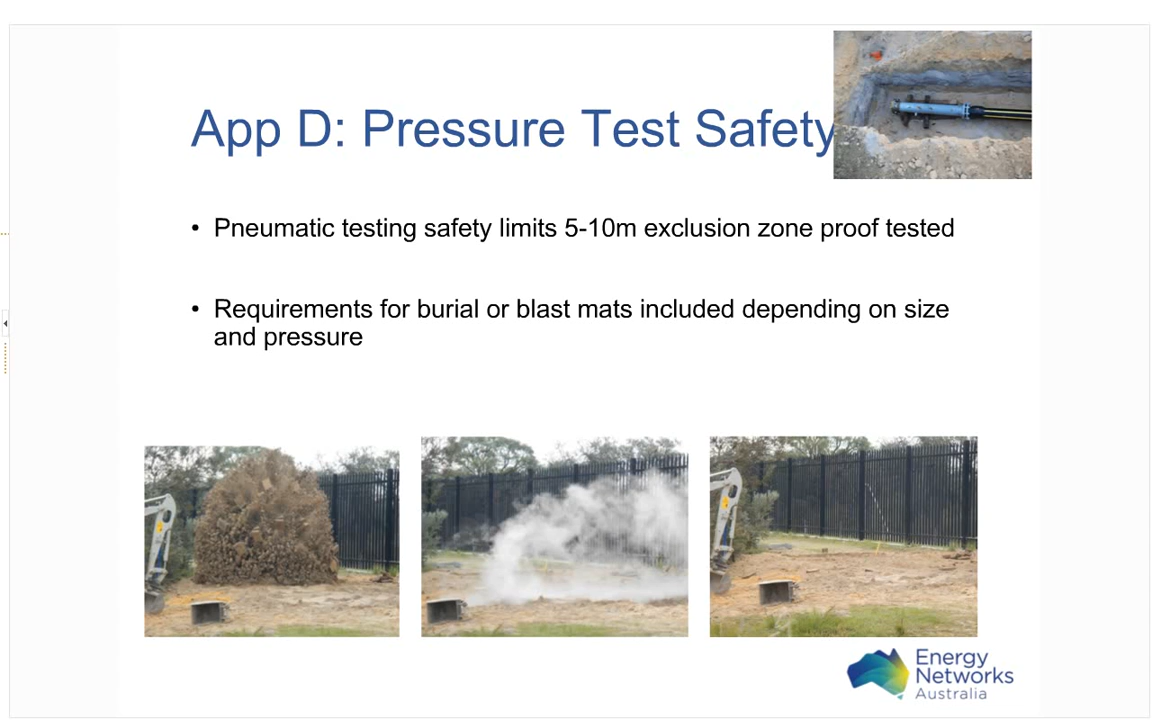 App D: Pressure Test Safety
• Pneumatic testing safety limits 5-10m exclusion zone proof tested
• Requirements for burial or blast mats included depending on size
and pressure
Energy
Networks
Australia